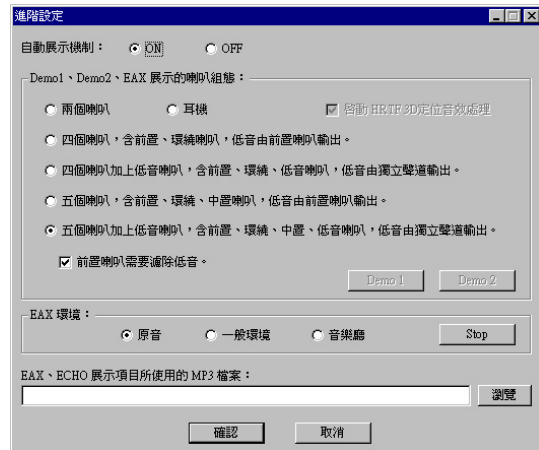 進階設定
自動展示機制： ON OFF
Demo1、Demo2、EAX 展示的喇叭組態：
兩個喇叭 耳機 啟動 HRTF 3D定位音效處理
四個喇叭，含前置、環繞喇叭，低音由前置喇叭輸出。
四個喇叭加上低音喇叭，含前置、環繞、低音喇叭，低音由獨立聲道輸出。
五個喇叭，含前置、環繞、中置喇叭，低音由前置喇叭輸出。
五個喇叭加上低音喇叭，含前置、環繞、中置、低音喇叭，低音由獨立聲道輸出。
前置喇叭需要濾除低音。
Demo 1 Demo 2
EAX 環境：
原音 一般環境 音樂廳 Stop
EAX、ECHO 展示項目所使用的 MP3 檔案：
瀏覽
確認 取消